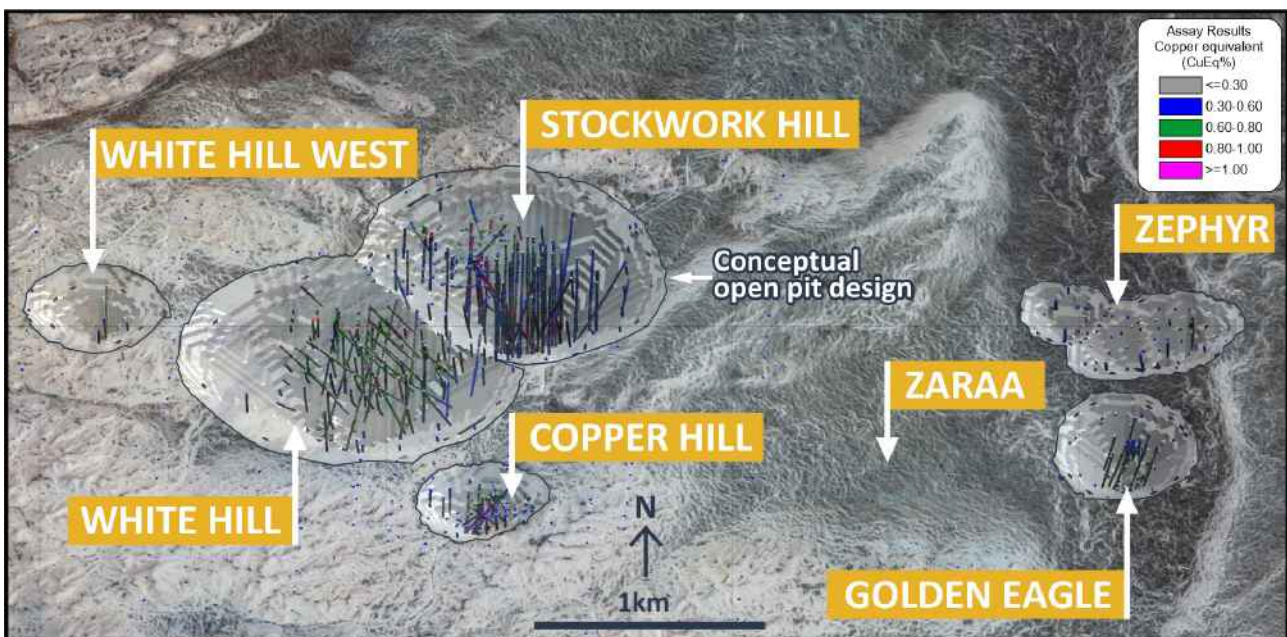 Assay Results
Copper equivalent
(CuEq%)
<=0.30
0.30-0.60
0.60-0.80
0.80-1.00
>=1.00
STOCKWORK HILL
WHITE HILL WEST
ZEPHYR
Conceptual
open pit design
ZARAA
COPPER HILL
WHITE HILL
N
GOLDEN EAGLE
1km